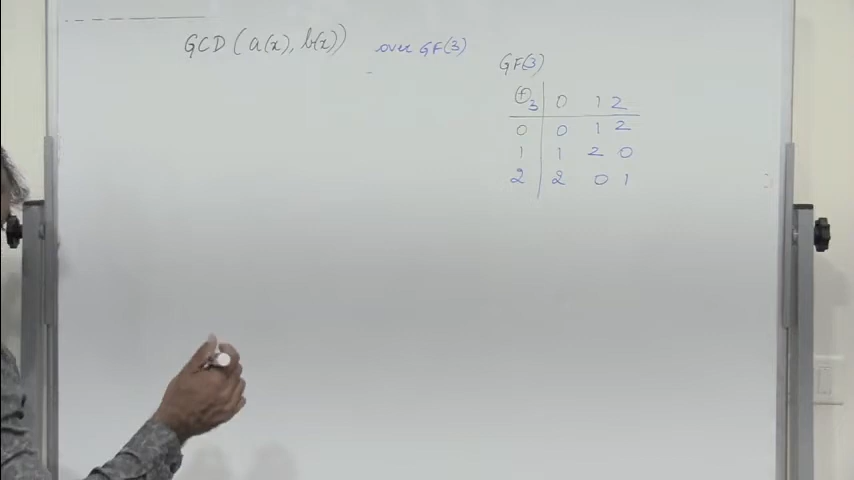 GCD (a(x), b(x)) over GF(3)
GF(3)
⊕3 0 1 2
0 0 1 2
1 1 2 0
2 2 0 1